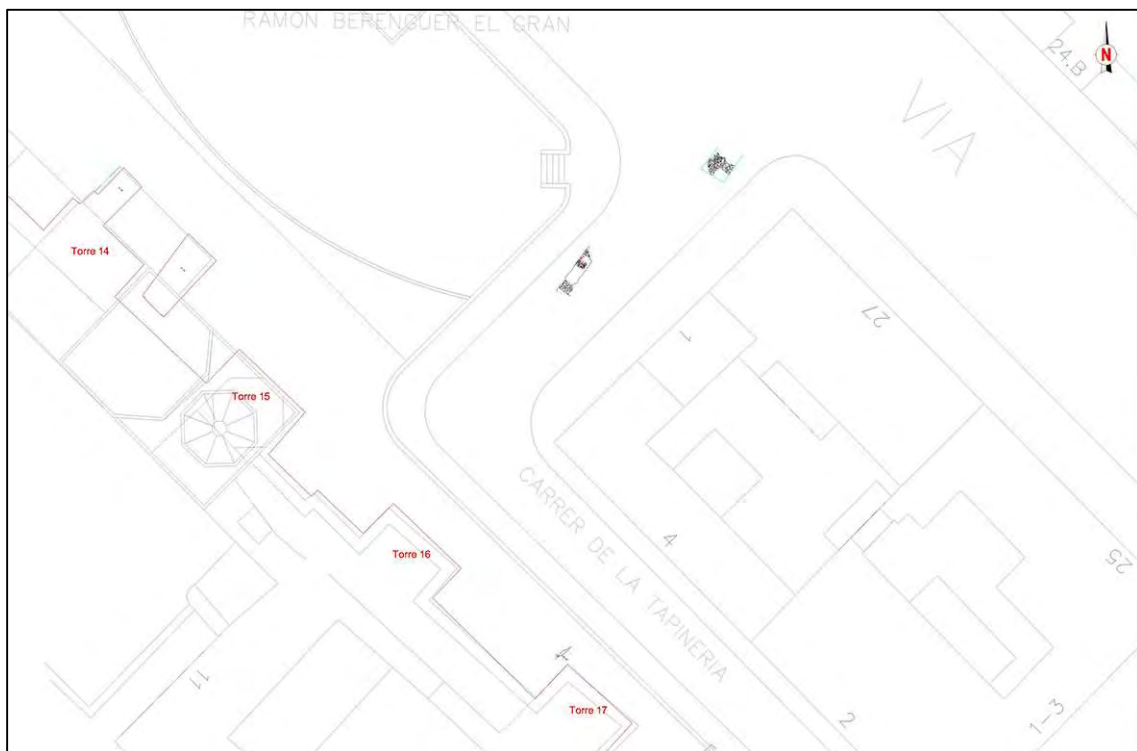 RAMON BERENGUER EL GRAN
24.B
N
VIA
Torre 14
27
1
Torre 15
CARRER DE LA TAPINERIA
4
Torre 16
25
11
Torre 17
2
1-3